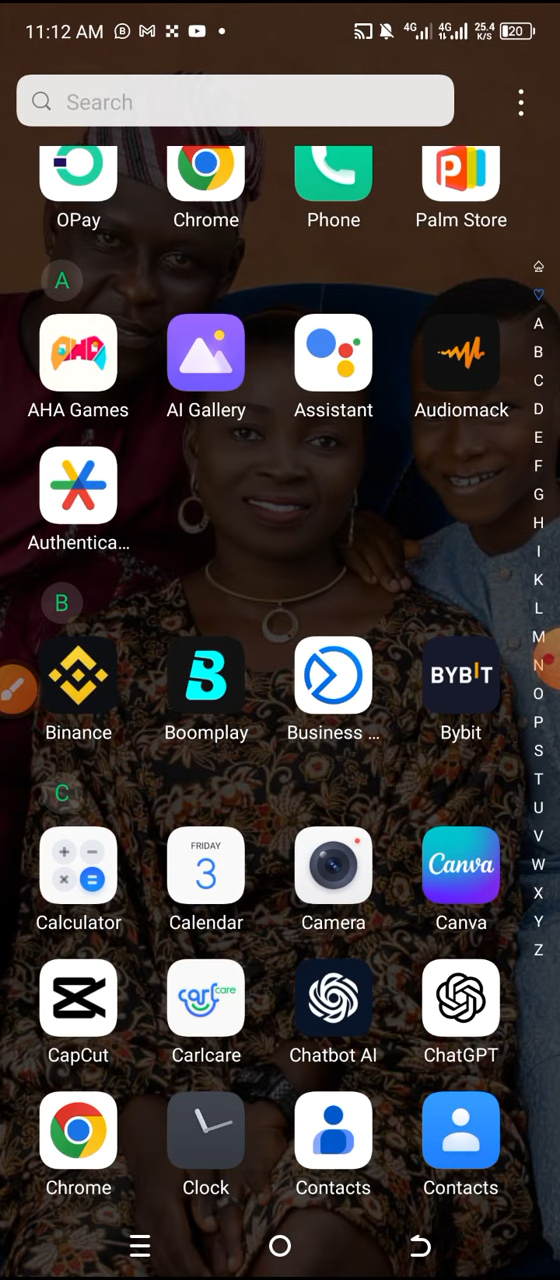 11:12 AM
4G 4G 25.4 K/S 20
Search
OPay Chrome Phone Palm Store
A
AHA Games AI Gallery Assistant Audiomack
Authentica...
B
BYBIT
Binance Boomplay Business ... Bybit
C
FRIDAY
3
Canva
Calculator Calendar Camera Canva
carlcare
CapCut Carlcare Chatbot AI ChatGPT
Chrome Clock Contacts Contacts
A
B
C
D
E
F
G
H
I
K
L
M
N
O
P
S
T
U
V
W
X
Y
Z